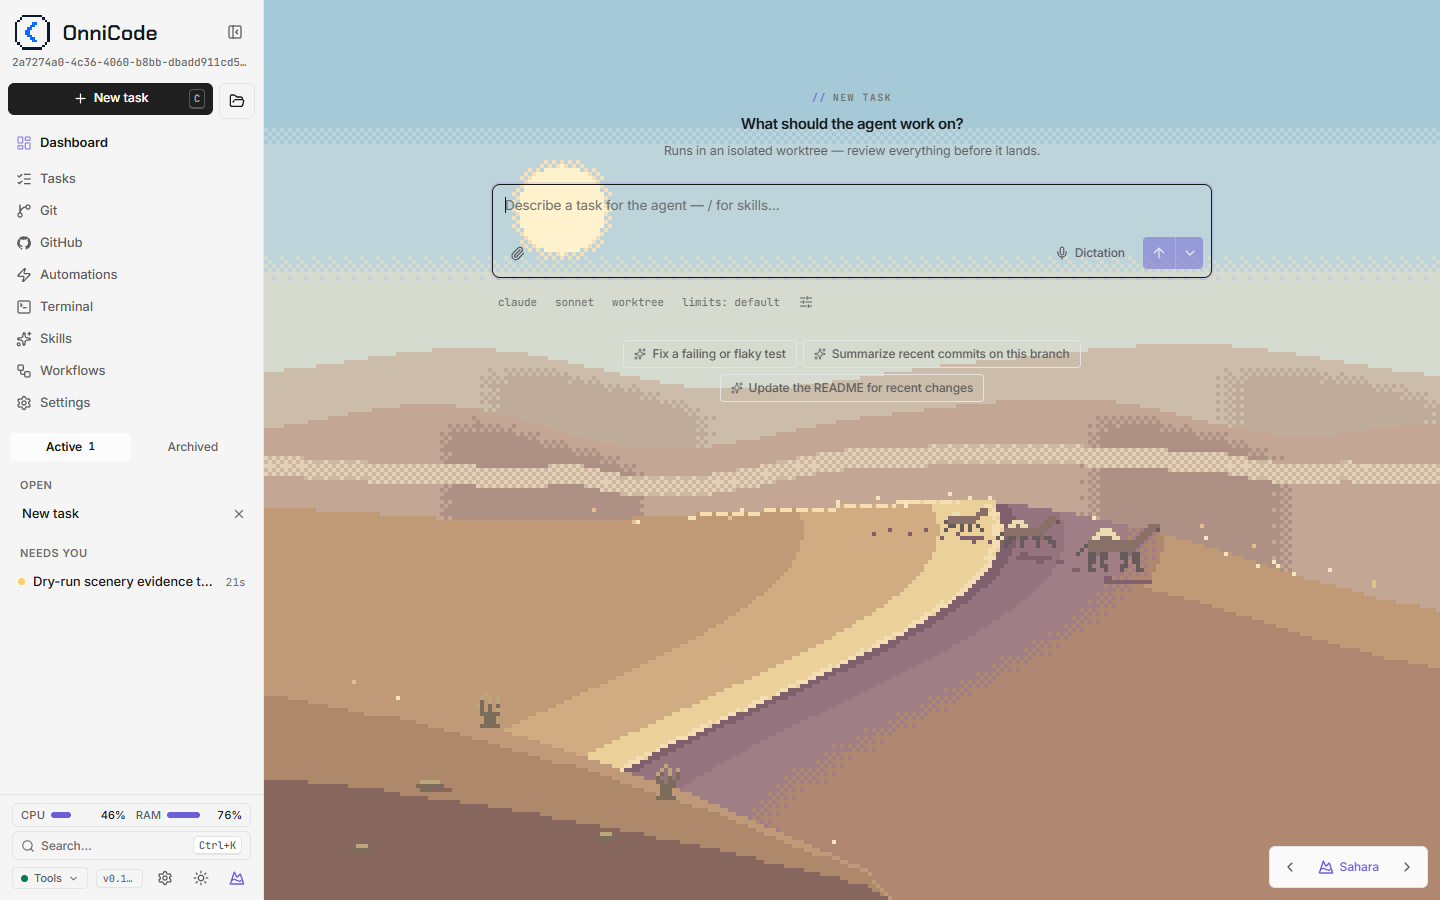 OnniCode
2a7274a0-4c36-4060-b8bb-dbadd911cd5…
New task C
Dashboard
Tasks
Git
GitHub
Automations
Terminal
Skills
Workflows
Settings
Active 1 Archived
OPEN
New task
NEEDS YOU
Dry-run scenery evidence t… 21s
CPU 46% RAM 76%
Search... Ctrl+K
Tools v0.1…
// NEW TASK
What should the agent work on?
Runs in an isolated worktree — review everything before it lands.
Describe a task for the agent — / for skills...
Dictation
claude sonnet worktree limits: default
Fix a failing or flaky test Summarize recent commits on this branch
Update the README for recent changes
Sahara